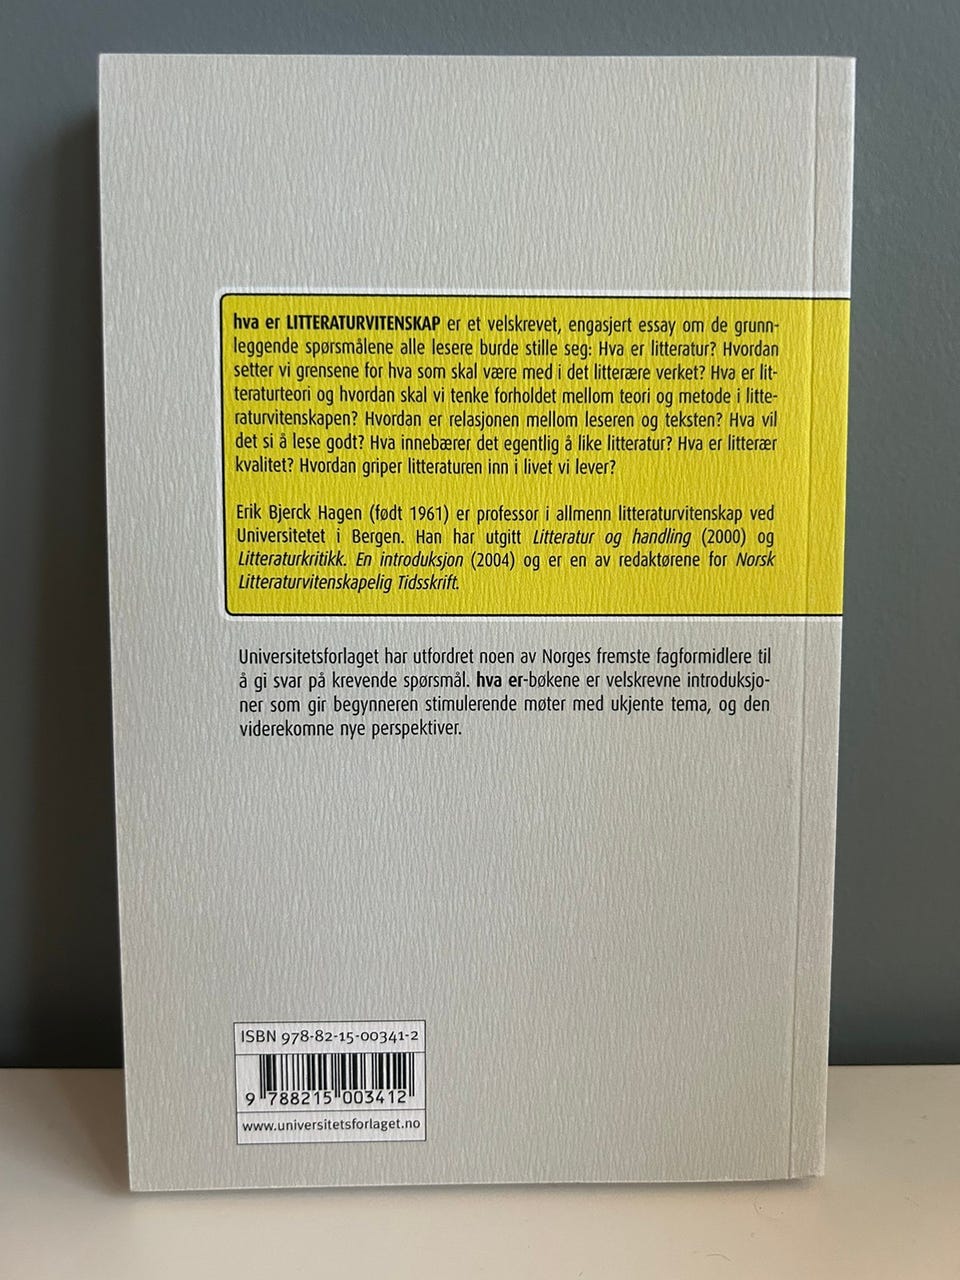 hva er LITTERATURVITENSKAP er et velskrevet, engasjert essay om de grunn-
leggende spørsmålene alle lesere burde stille seg: Hva er litteratur? Hvordan
setter vi grensene for hva som skal være med i det litterære verket? Hva er lit-
teraturteori og hvordan skal vi tenke forholdet mellom teori og metode i litte-
raturvitenskapen? Hvordan er relasjonen mellom leseren og teksten? Hva vil
det si å lese godt? Hva innebærer det egentlig å like litteratur? Hva er litterær
kvalitet? Hvordan griper litteraturen inn i livet vi lever?
Erik Bjerck Hagen (født 1961) er professor i allmenn litteraturvitenskap ved
Universitetet i Bergen. Han har utgitt Litteratur og handling (2000) og
Litteraturkritikk. En introduksjon (2004) og er en av redaktørene for Norsk
Litteraturvitenskapelig Tidsskrift.
Universitetsforlaget har utfordret noen av Norges fremste fagformidlere til
å gi svar på krevende spørsmål. hva er-bøkene er velskrevne introduksjo-
ner som gir begynneren stimulerende møter med ukjente tema, og den
viderekomne nye perspektiver.
ISBN 978-82-15-00341-2
9 788215 003412
www.universitetsforlaget.no